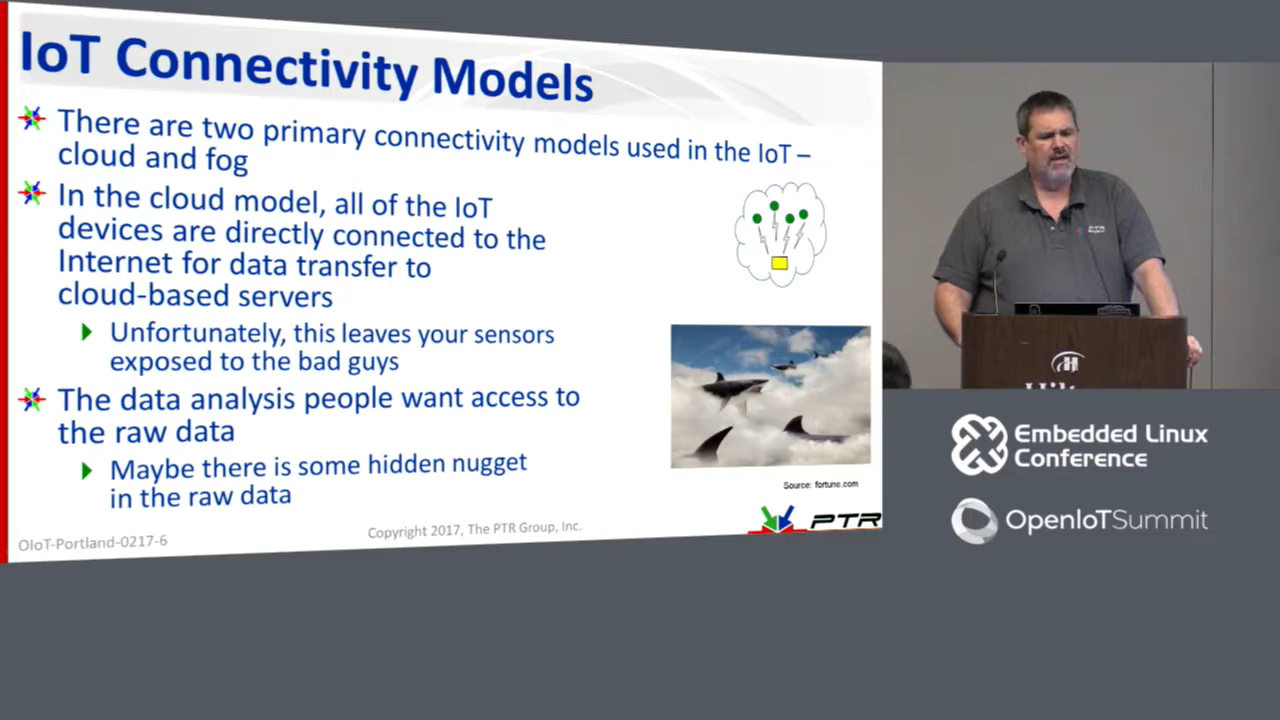 IoT Connectivity Models
There are two primary connectivity models used in the IoT –
cloud and fog
In the cloud model, all of the IoT
devices are directly connected to the
Internet for data transfer to
cloud-based servers
Unfortunately, this leaves your sensors
exposed to the bad guys
The data analysis people want access to
the raw data
Maybe there is some hidden nugget
in the raw data
Source: fortune.com
PTR
Copyright 2017, The PTR Group, Inc.
OIoT-Portland-0217-6
Embedded Linux
Conference
OpenIoTSummit